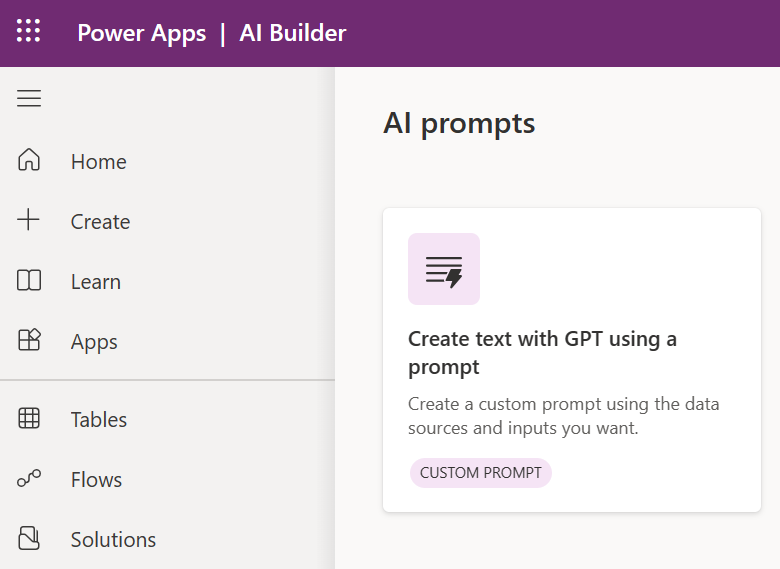 Power Apps | AI Builder
Home
Create
Learn
Apps
Tables
Flows
Solutions
AI prompts
Create text with GPT using a
prompt
Create a custom prompt using the data
sources and inputs you want.
CUSTOM PROMPT